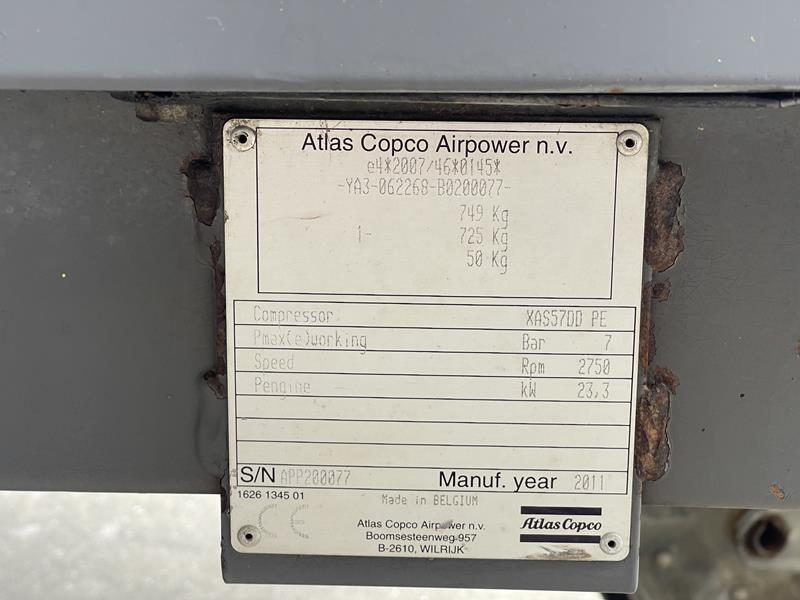 Atlas Copco Airpower n.v.
e4*2007/46*0145*
-YA3-062268-B0200077-
749 Kg
1- 725 Kg
50 Kg
Compressor XAS57DD PE
Pmax(e)working Bar 7
Speed Rpm 2750
Pengine kW 23,3
S/N APP200077 Manuf. year 2011
1626 1345 01
Made in BELGIUM
CE
Atlas Copco Airpower n.v.
Boomsesteenweg 957
B-2610, WILRIJK
Atlas Copco